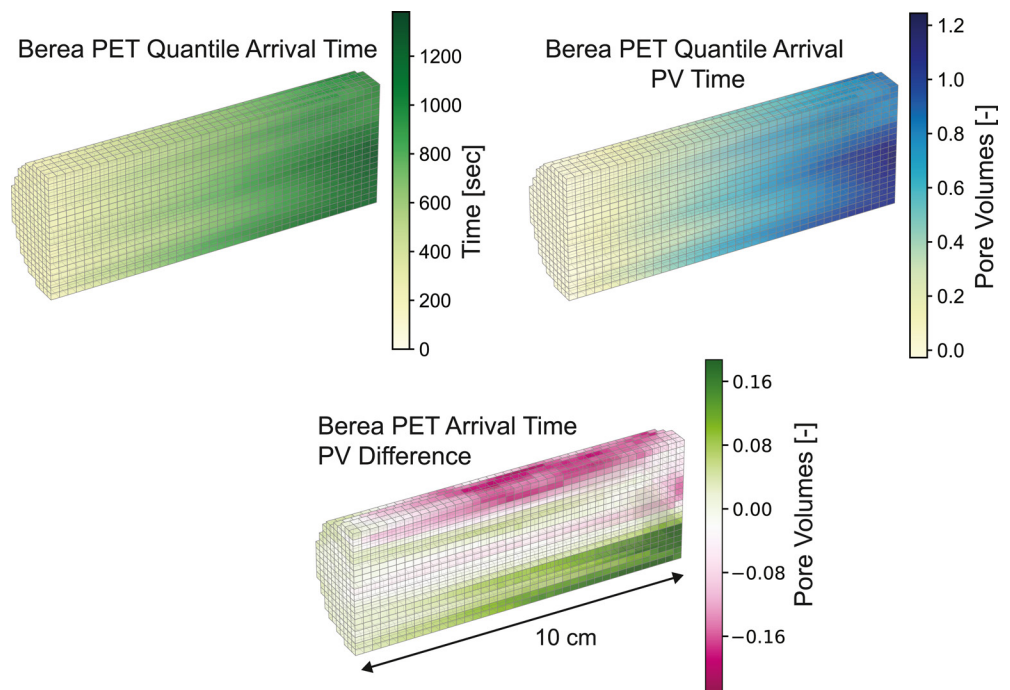 Berea PET Quantile Arrival Time
1200
1000
800
600
400
200
0
Time [sec]
Berea PET Quantile Arrival
PV Time
1.2
1.0
0.8
0.6
0.4
0.2
0.0
Pore Volumes [-]
Berea PET Arrival Time
PV Difference
0.16
0.08
0.00
−0.08
−0.16
Pore Volumes [-]
10 cm